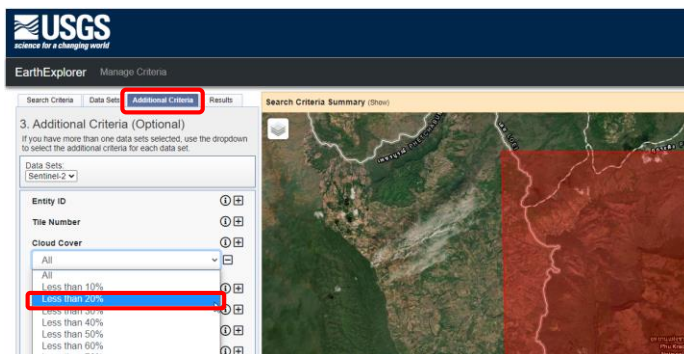 USGS
science for a changing world
EarthExplorer Manage Criteria
Search Criteria Data Sets Additional Criteria Results
Search Criteria Summary (Show)
3. Additional Criteria (Optional)
If you have more than one data sets selected, use the dropdown
to select the additional criteria for each data set.
Data Sets:
Sentinel-2
Entity ID
Tile Number
Cloud Cover
All
All
Less than 10%
Less than 20%
Less than 30%
Less than 40%
Less than 50%
Less than 60%